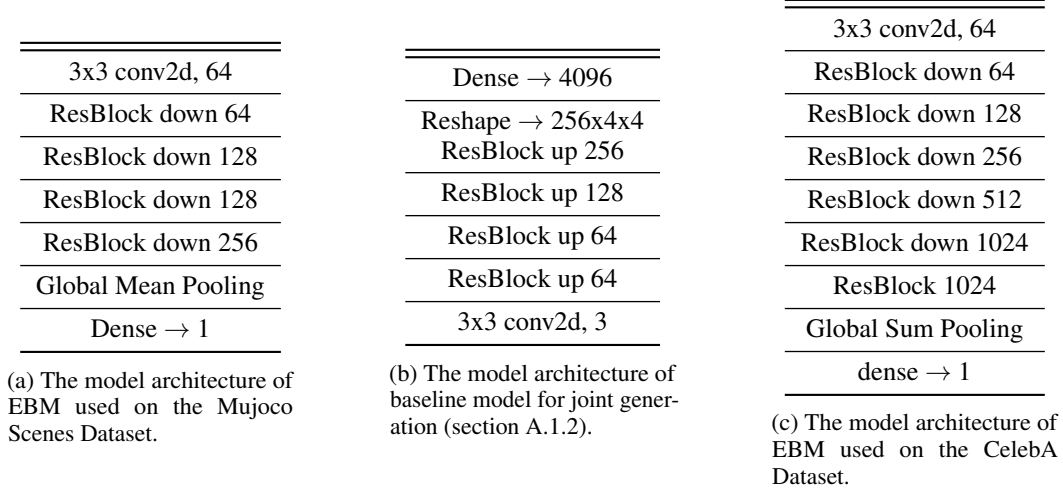 3x3 conv2d, 64
ResBlock down 64
ResBlock down 128
ResBlock down 128
ResBlock down 256
Global Mean Pooling
Dense → 1
(a) The model architecture of
EBM used on the Mujoco
Scenes Dataset.
Dense → 4096
Reshape → 256x4x4
ResBlock up 256
ResBlock up 128
ResBlock up 64
ResBlock up 64
3x3 conv2d, 3
(b) The model architecture of
baseline model for joint gener-
ation (section A.1.2).
3x3 conv2d, 64
ResBlock down 64
ResBlock down 128
ResBlock down 256
ResBlock down 512
ResBlock down 1024
ResBlock 1024
Global Sum Pooling
dense → 1
(c) The model architecture of
EBM used on the CelebA
Dataset.